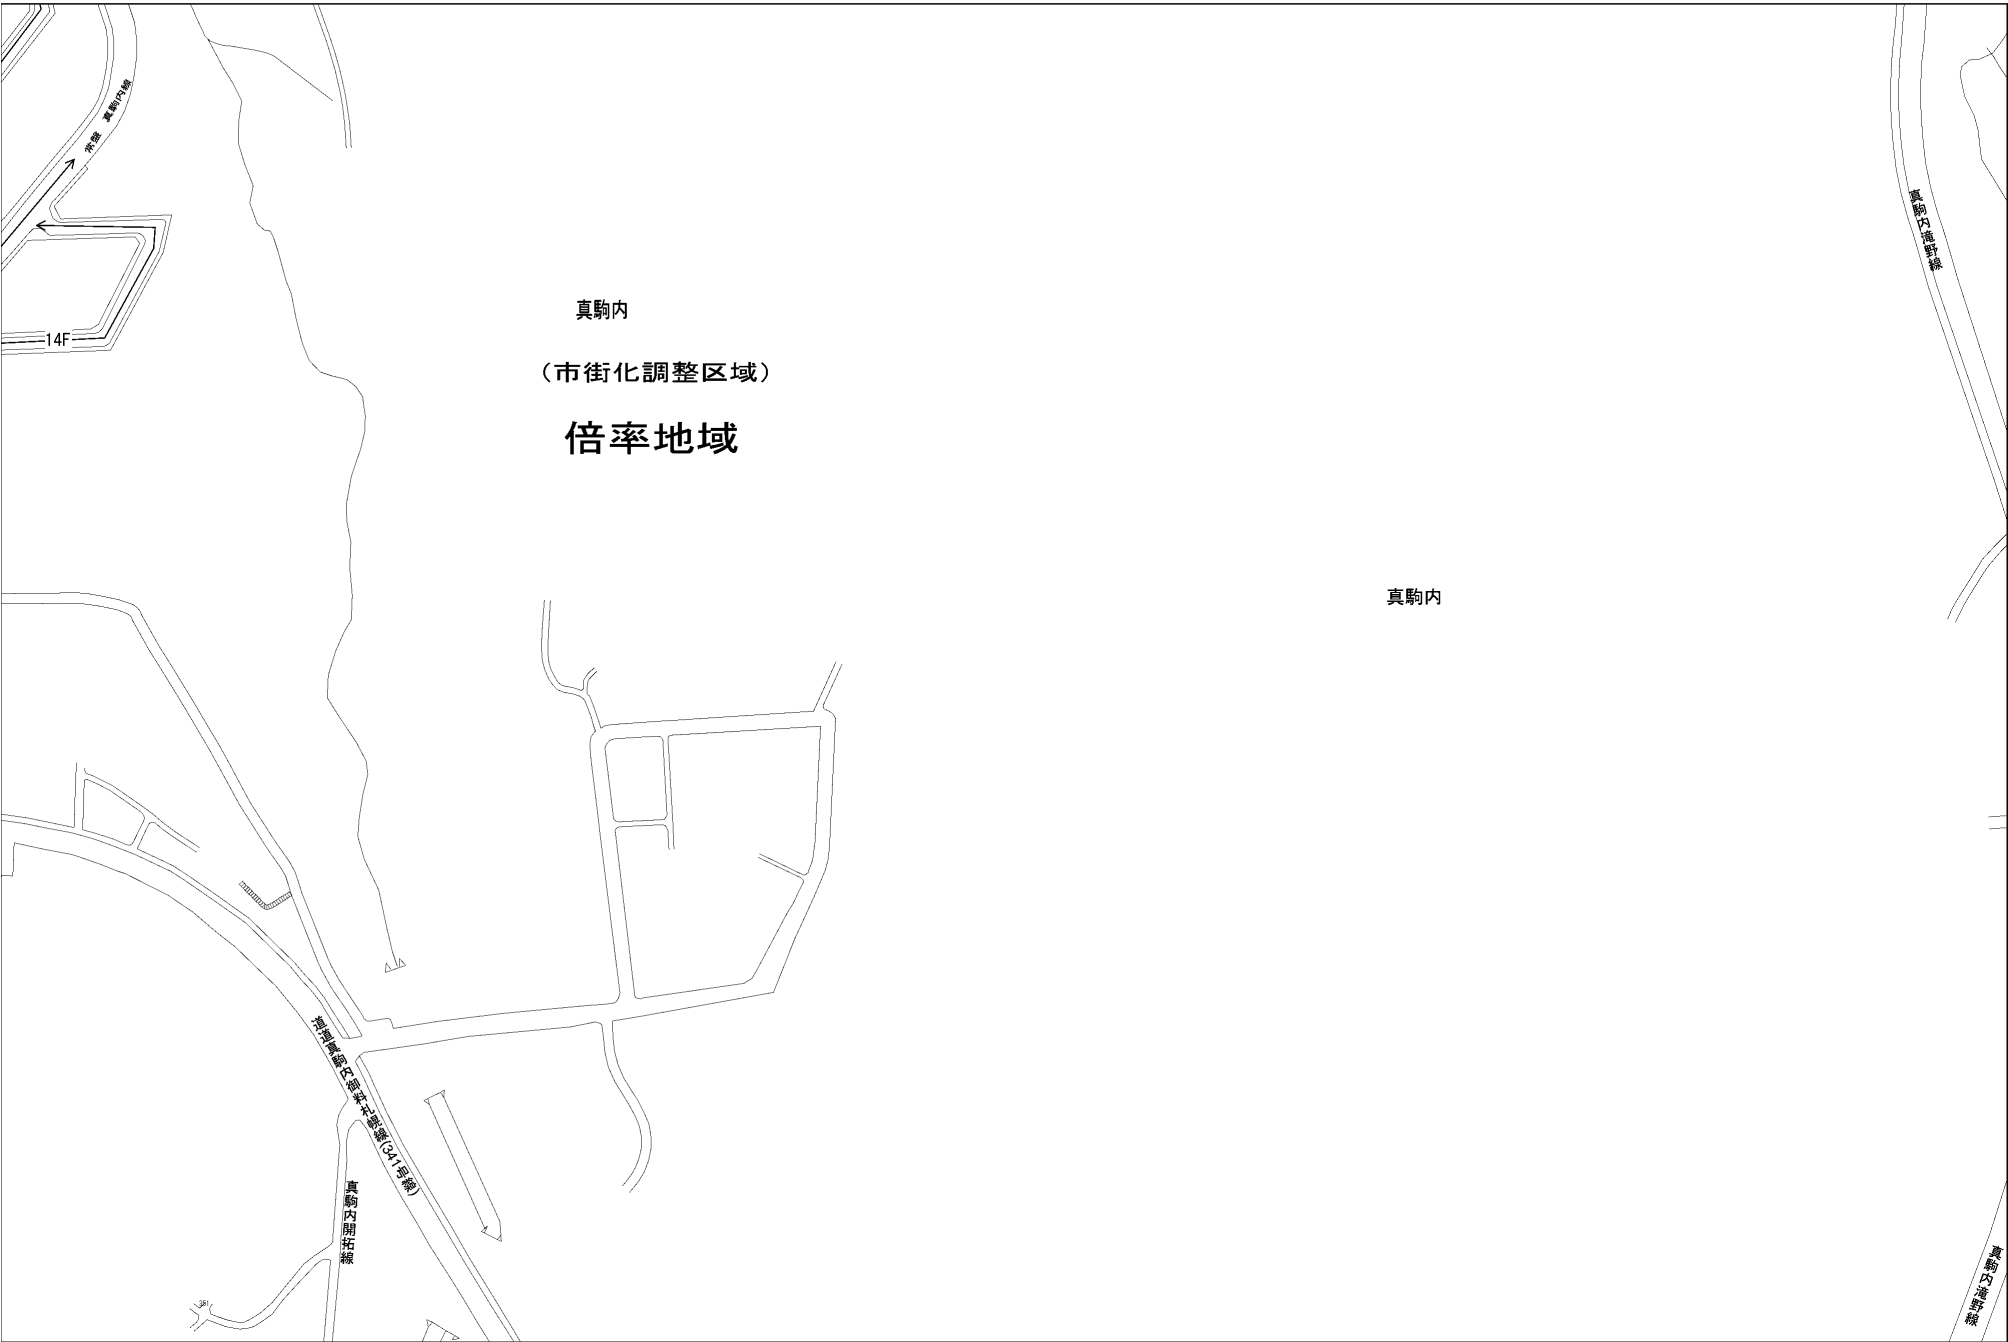 常盤　真駒内線
真駒内滝野線
真駒内
(市街化調整区域)
14F
倍率地域
真駒内
道道真駒内御料札幌線(341号線)
真駒内開拓線
真駒内滝野線
351